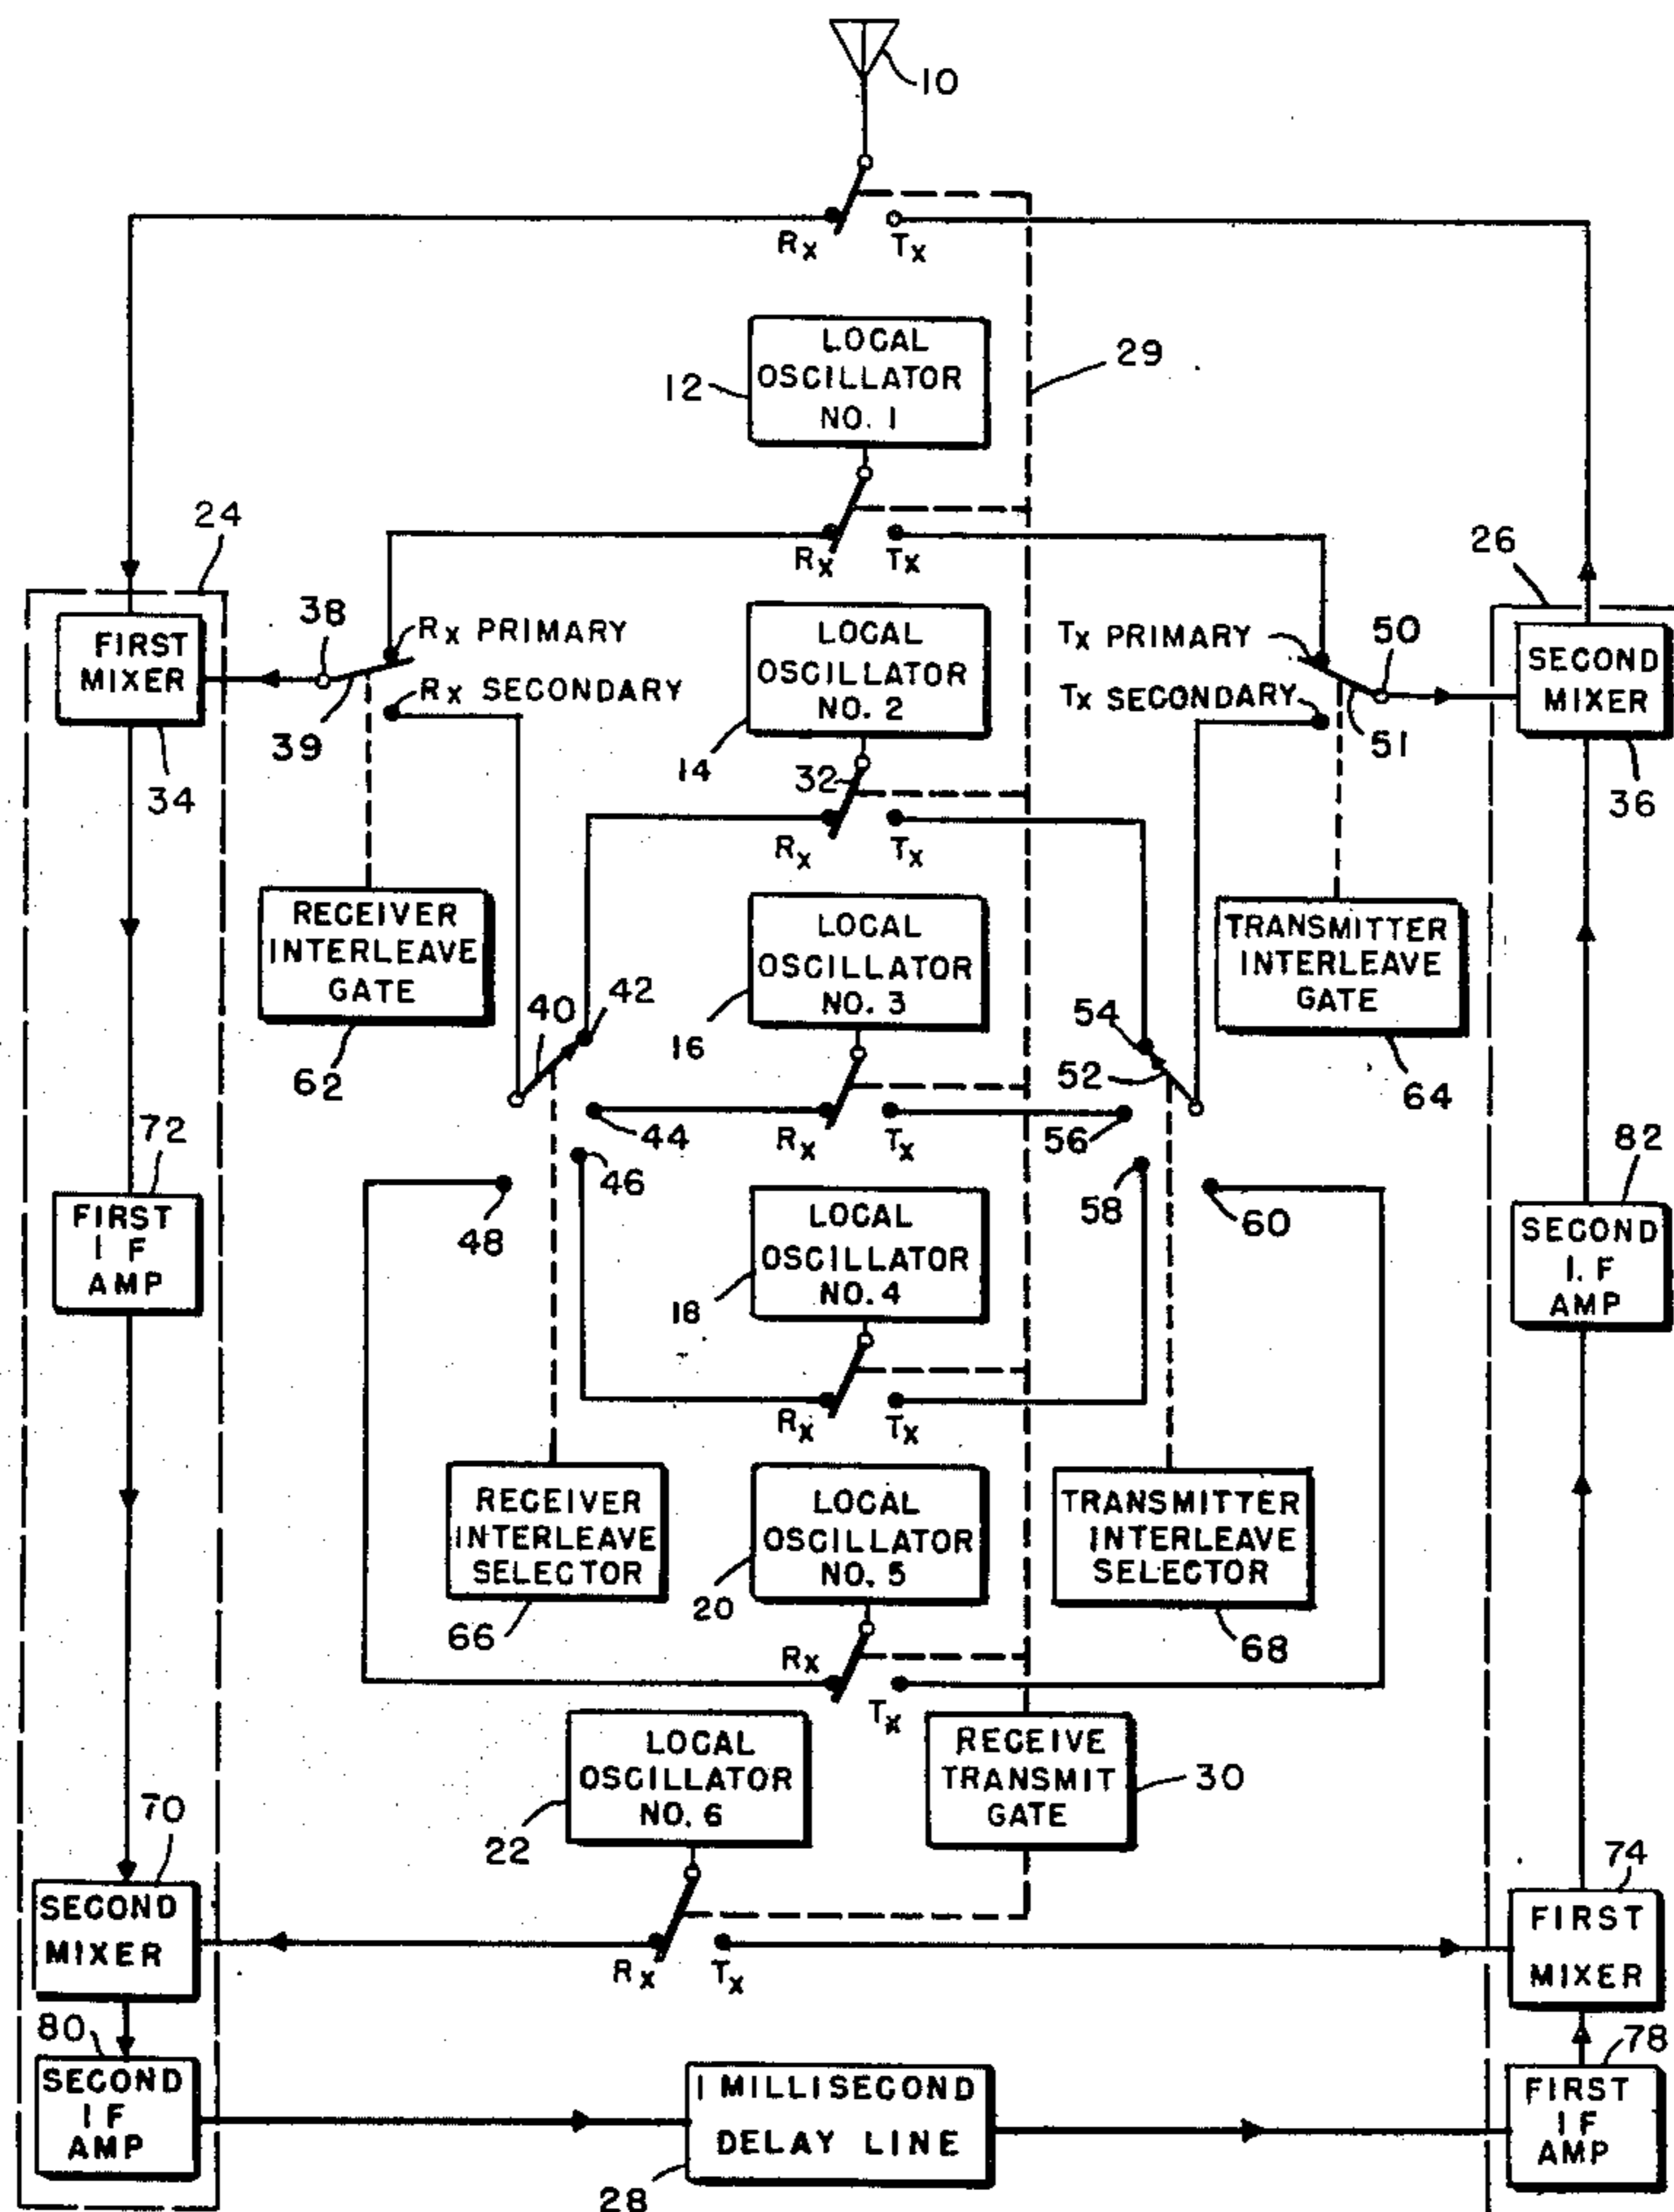 10
Rx
Tx
LOCAL
OSCILLATOR
NO. 1
12
29
24
Rx
Tx
26
FIRST
MIXER
34
38
39
Rx PRIMARY
Rx SECONDARY
LOCAL
OSCILLATOR
NO. 2
14
32
Tx PRIMARY
Tx SECONDARY
50
51
SECOND
MIXER
36
Rx
Tx
RECEIVER
INTERLEAVE
GATE
62
LOCAL
OSCILLATOR
NO. 3
16
TRANSMITTER
INTERLEAVE
GATE
64
40
42
44
46
48
54
52
56
58
60
Rx
Tx
72
FIRST
I F
AMP
LOCAL
OSCILLATOR
NO. 4
18
82
SECOND
I. F
AMP
Rx
Tx
RECEIVER
INTERLEAVE
SELECTOR
66
LOCAL
OSCILLATOR
NO. 5
20
TRANSMITTER
INTERLEAVE
SELECTOR
68
Rx
Tx
LOCAL
OSCILLATOR
NO. 6
22
RECEIVE
TRANSMIT
GATE
30
70
SECOND
MIXER
Rx
Tx
74
FIRST
MIXER
80
SECOND
I F
AMP
1 MILLISECOND
DELAY LINE
28
78
FIRST
I F
AMP